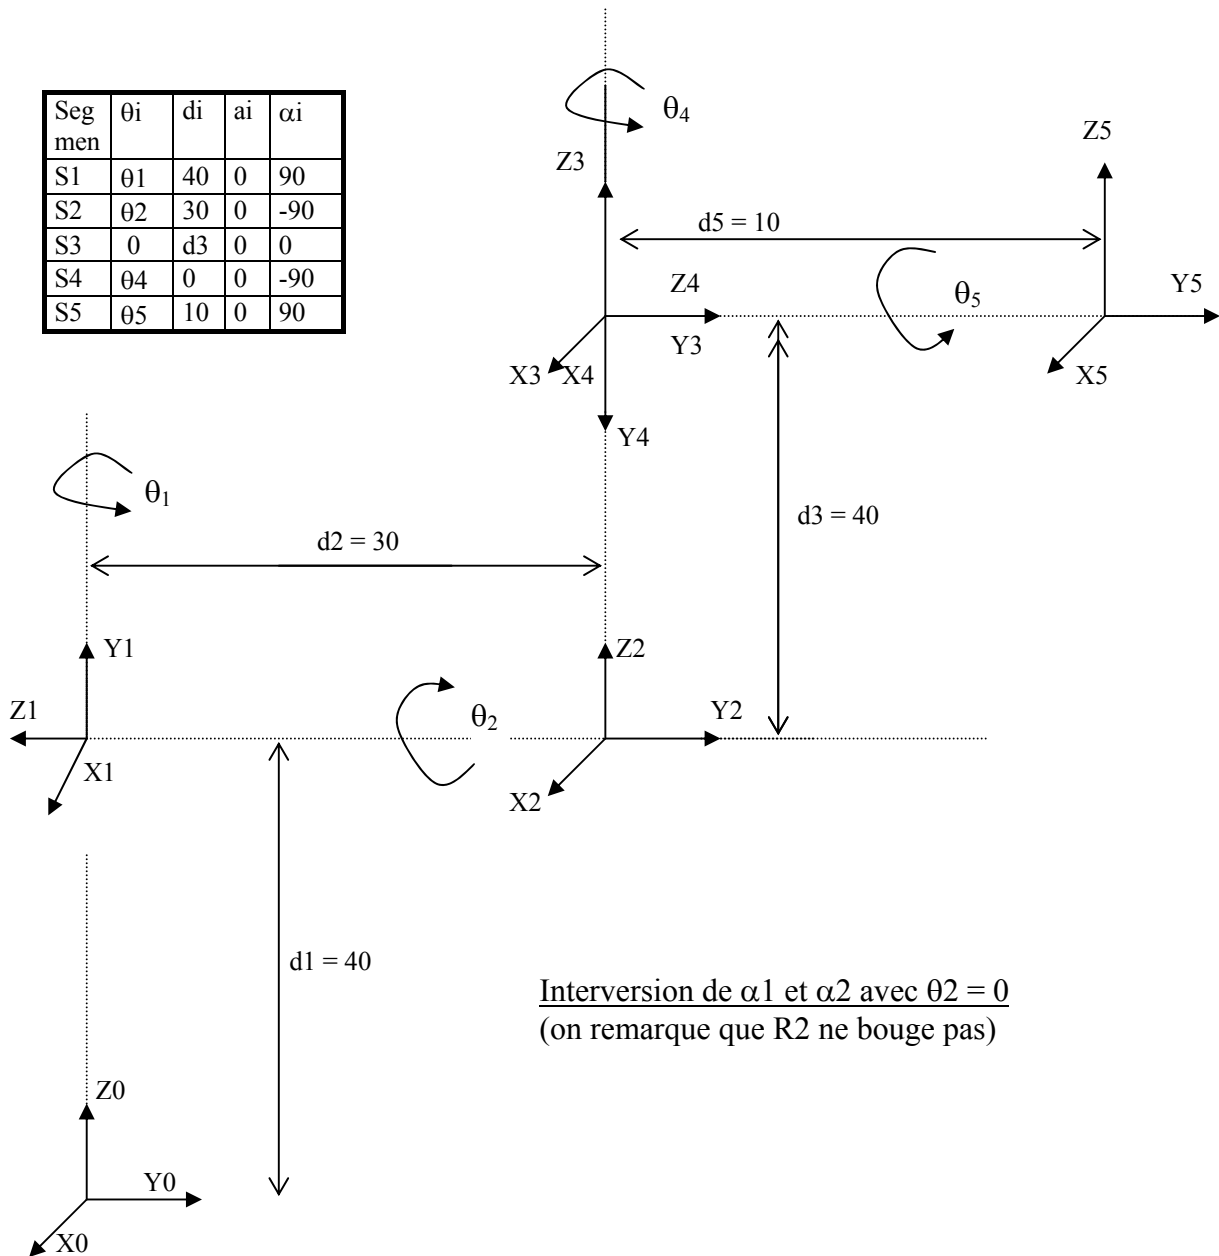 Seg men θi di ai αi
S1 θ1 40 0 90
S2 θ2 30 0 -90
S3 0 d3 0 0
S4 θ4 0 0 -90
S5 θ5 10 0 90
θ4
Z3
Z5
d5 = 10
Z4
θ5
Y5
Y3
X3
X4
X5
Y4
θ1
d3 = 40
d2 = 30
Y1
Z2
Z1
θ2
Y2
X1
X2
d1 = 40
Interversion de α1 et α2 avec θ2 = 0
(on remarque que R2 ne bouge pas)
Z0
Y0
X0